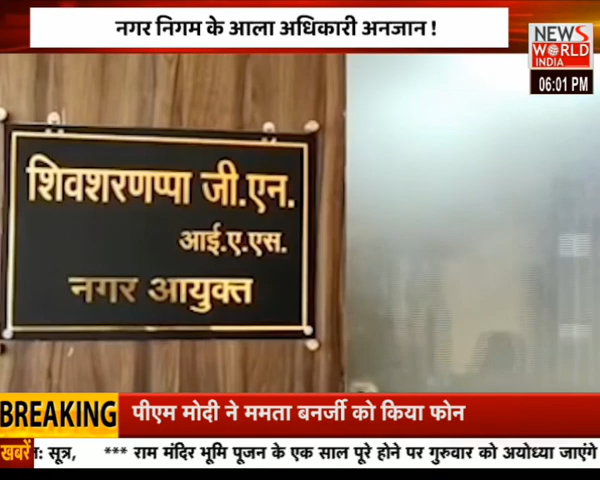 नगर निगम के आला अधिकारी अनजान !
NEWS
WORLD
INDIA
06:01 PM
शिवशरणप्पा जी.एन.
आई.ए.एस.
नगर आयुक्त
BREAKING
पीएम मोदी ने ममता बनर्जी को किया फोन
खबरें
त: सूत्र, *** राम मंदिर भूमि पूजन के एक साल पूरे होने पर गुरुवार को अयोध्या जाएंगे